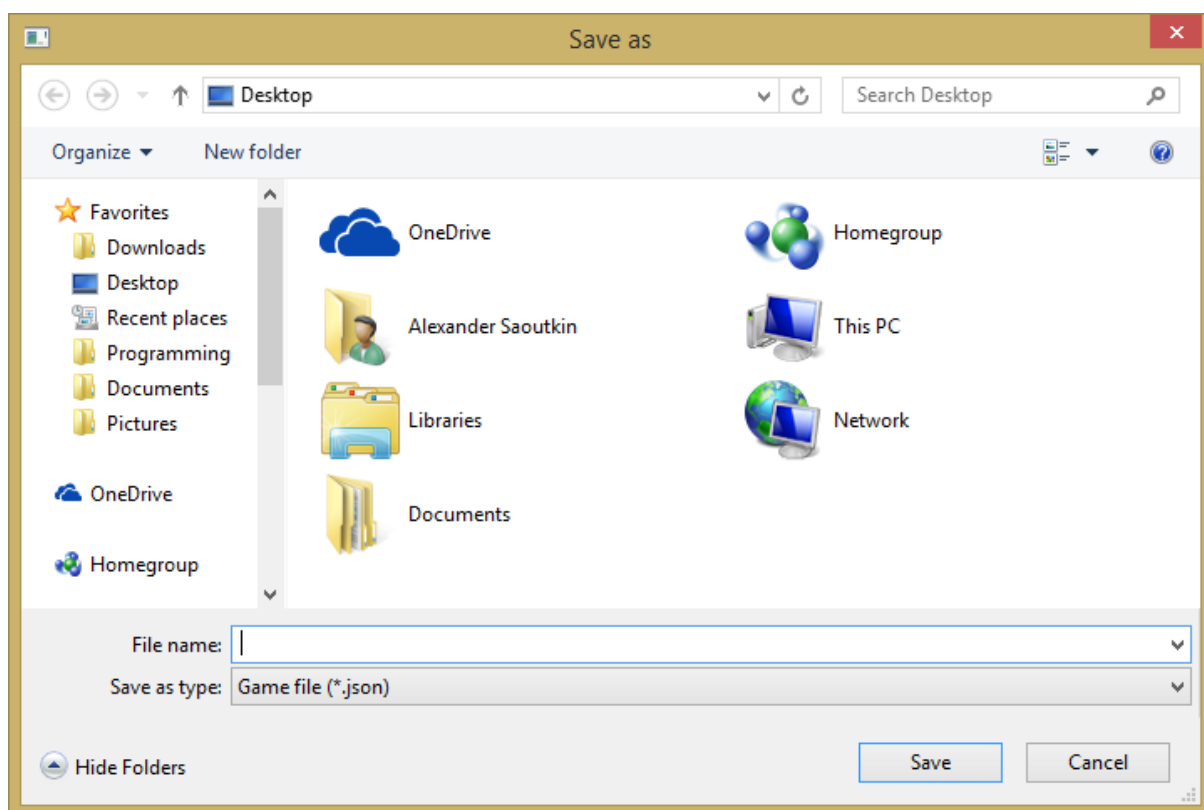 Save as
Desktop
Search Desktop
Organize
New folder
Favorites
Downloads
Desktop
Recent places
Programming
Documents
Pictures
OneDrive
Homegroup
OneDrive
Homegroup
Alexander Saoutkin
This PC
Libraries
Network
Documents
File name:
Save as type: Game file (*.json)
Hide Folders
Save
Cancel